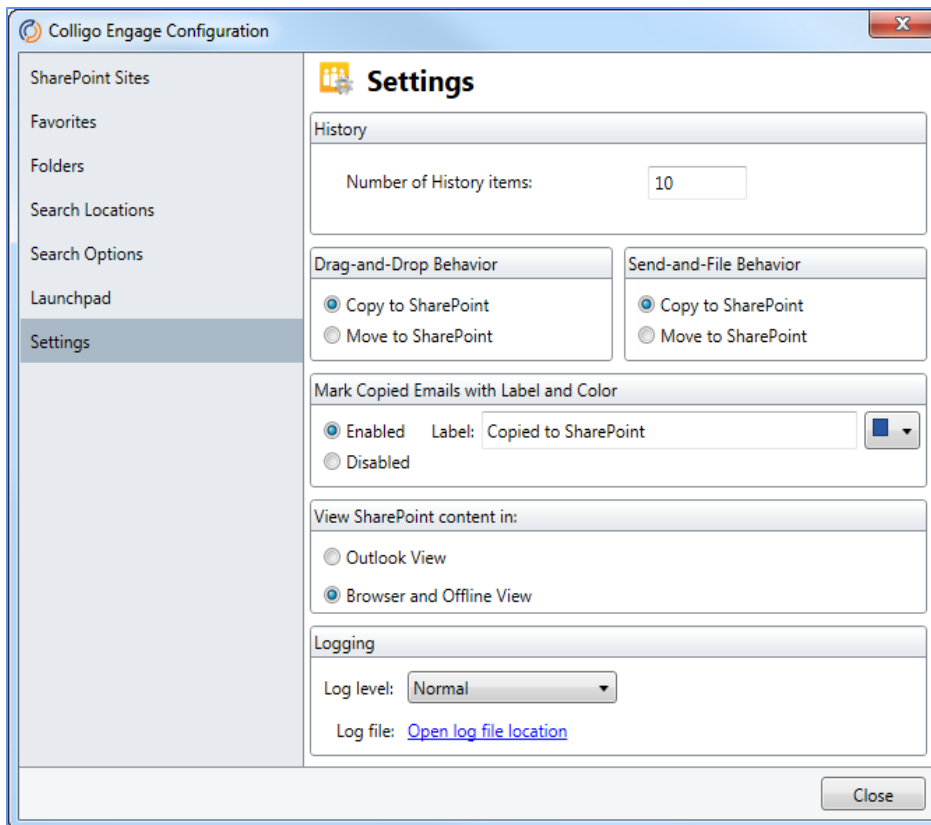 Colligo Engage Configuration
SharePoint Sites
Favorites
Folders
Search Locations
Search Options
Launchpad
Settings
Settings
History
Number of History items: 10
Drag-and-Drop Behavior
Copy to SharePoint
Move to SharePoint
Send-and-File Behavior
Copy to SharePoint
Move to SharePoint
Mark Copied Emails with Label and Color
Enabled Label: Copied to SharePoint
Disabled
View SharePoint content in:
Outlook View
Browser and Offline View
Logging
Log level: Normal
Log file: Open log file location
Close